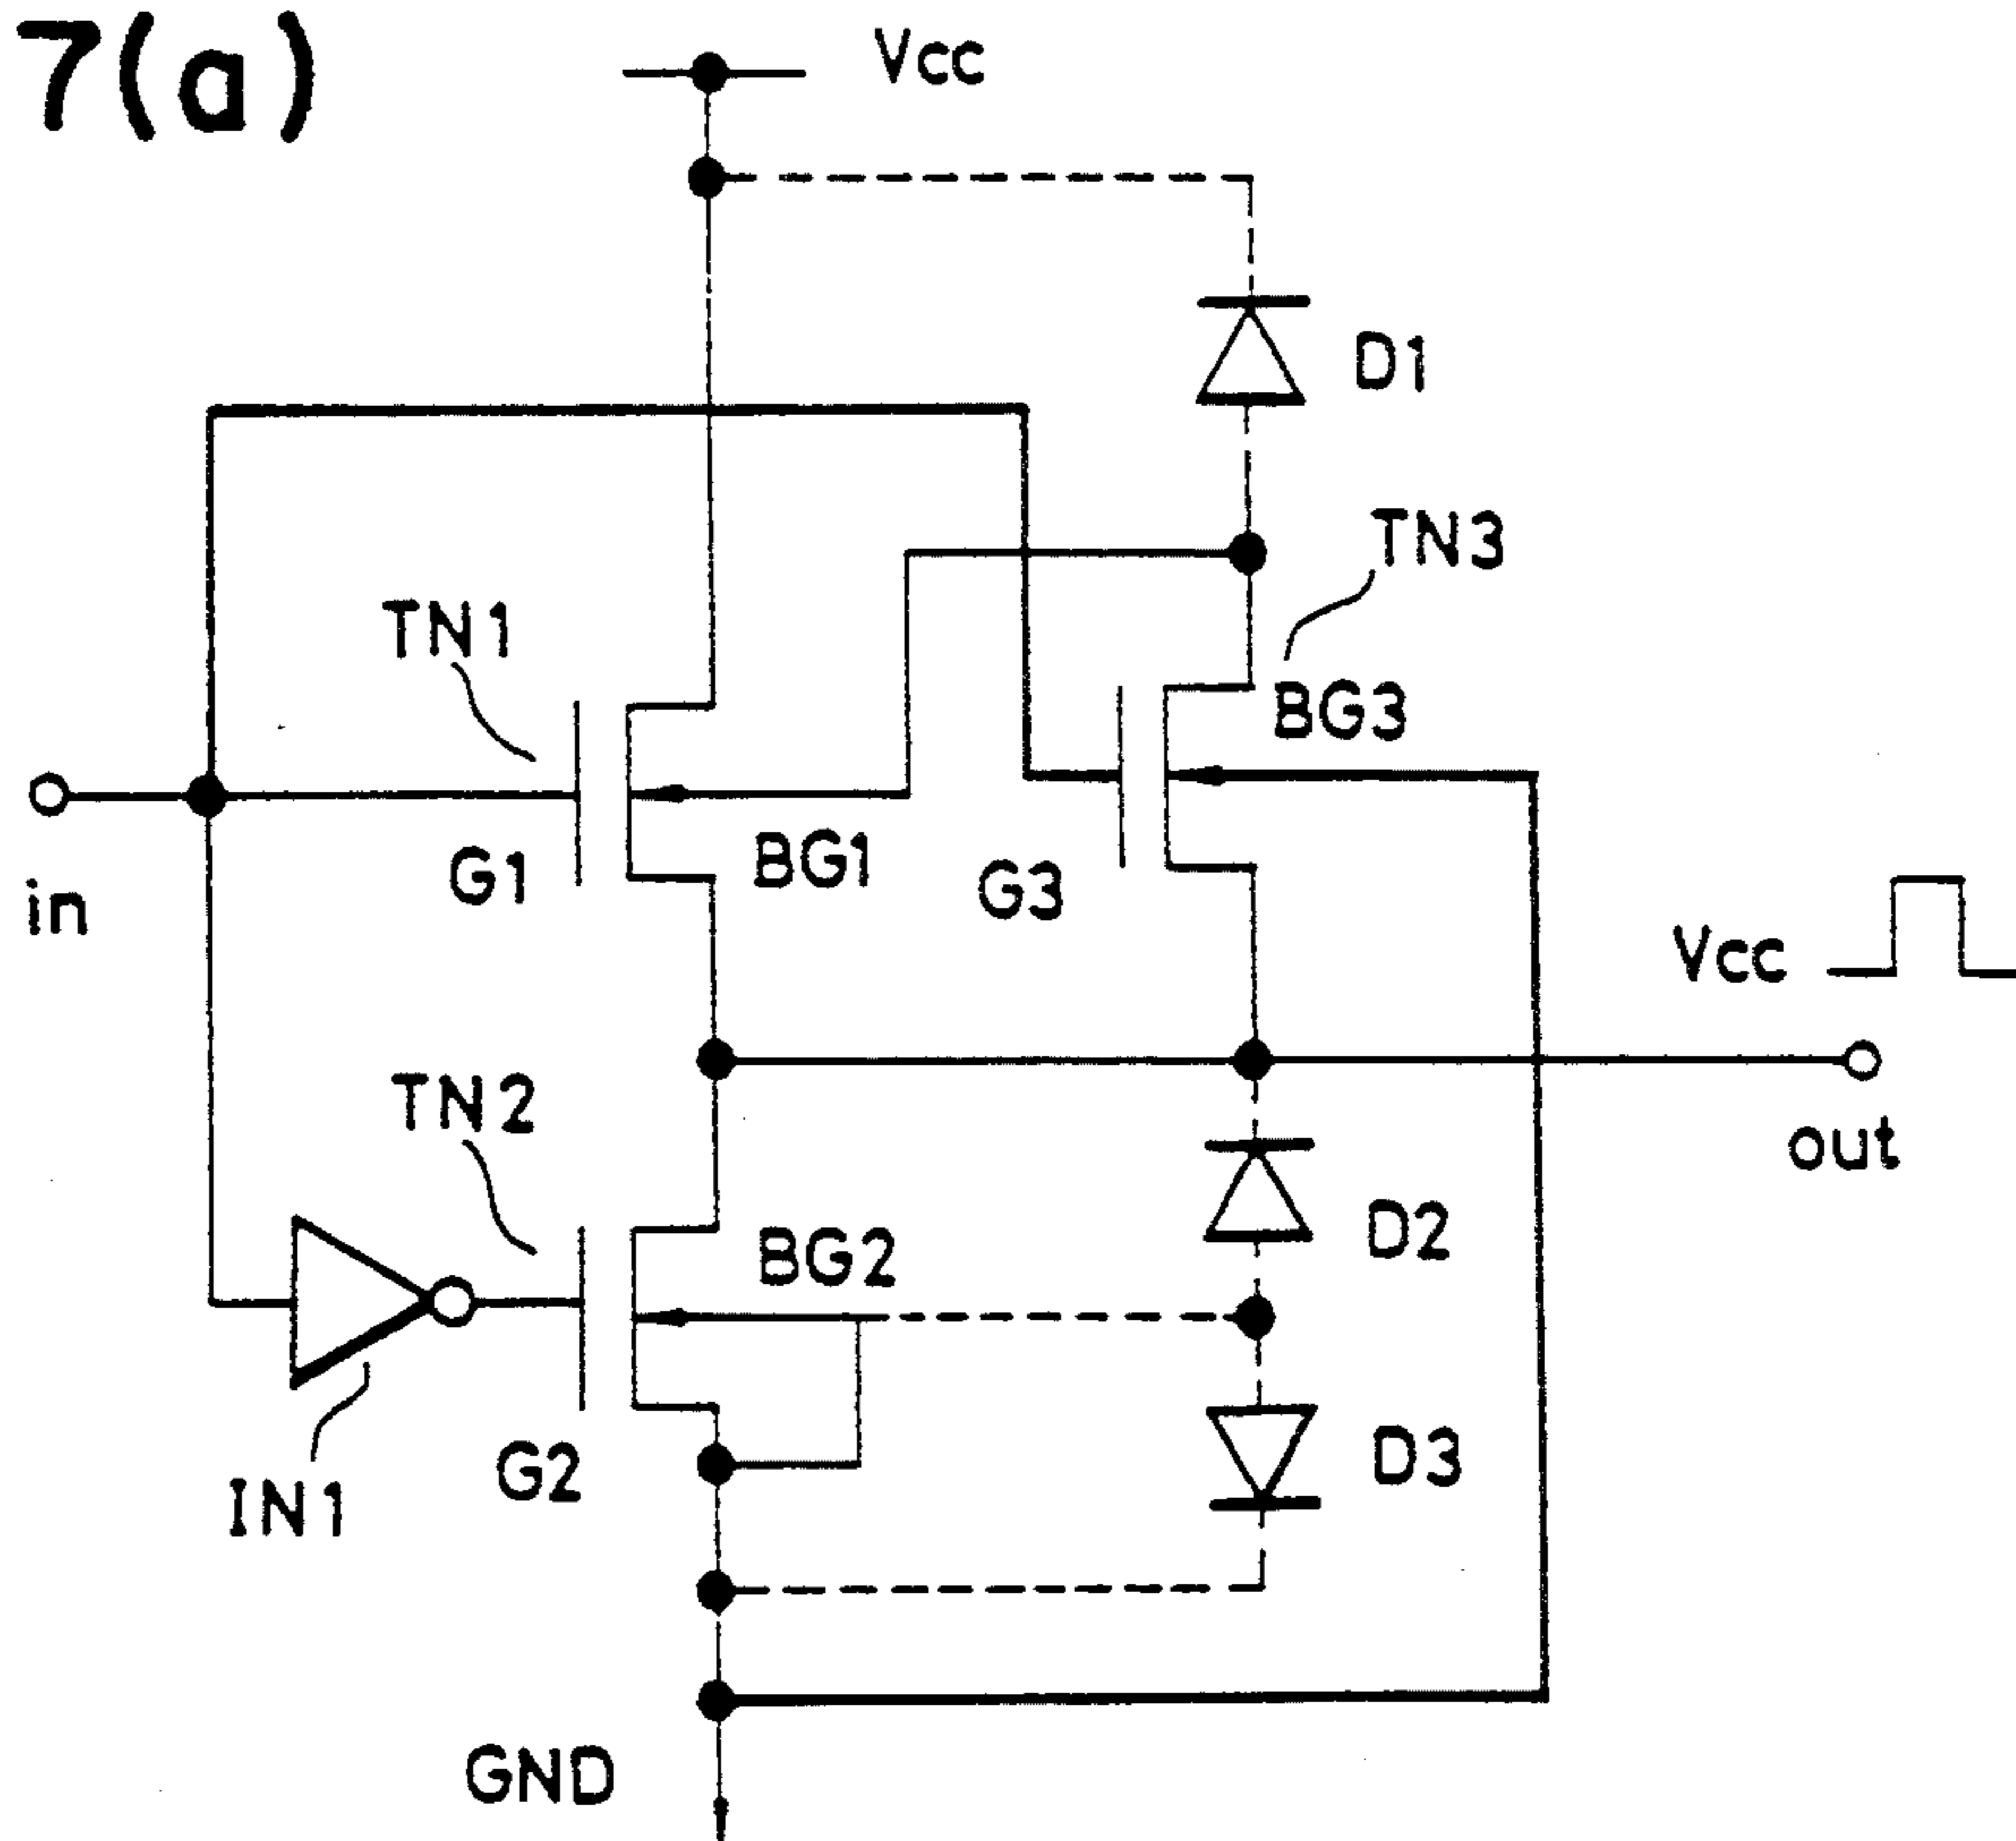 7(a)
Vcc
D1
TN3
TN1
BG3
G1
BG1
G3
in
Vcc
TN2
out
BG2
D2
G2
D3
IN1
GND